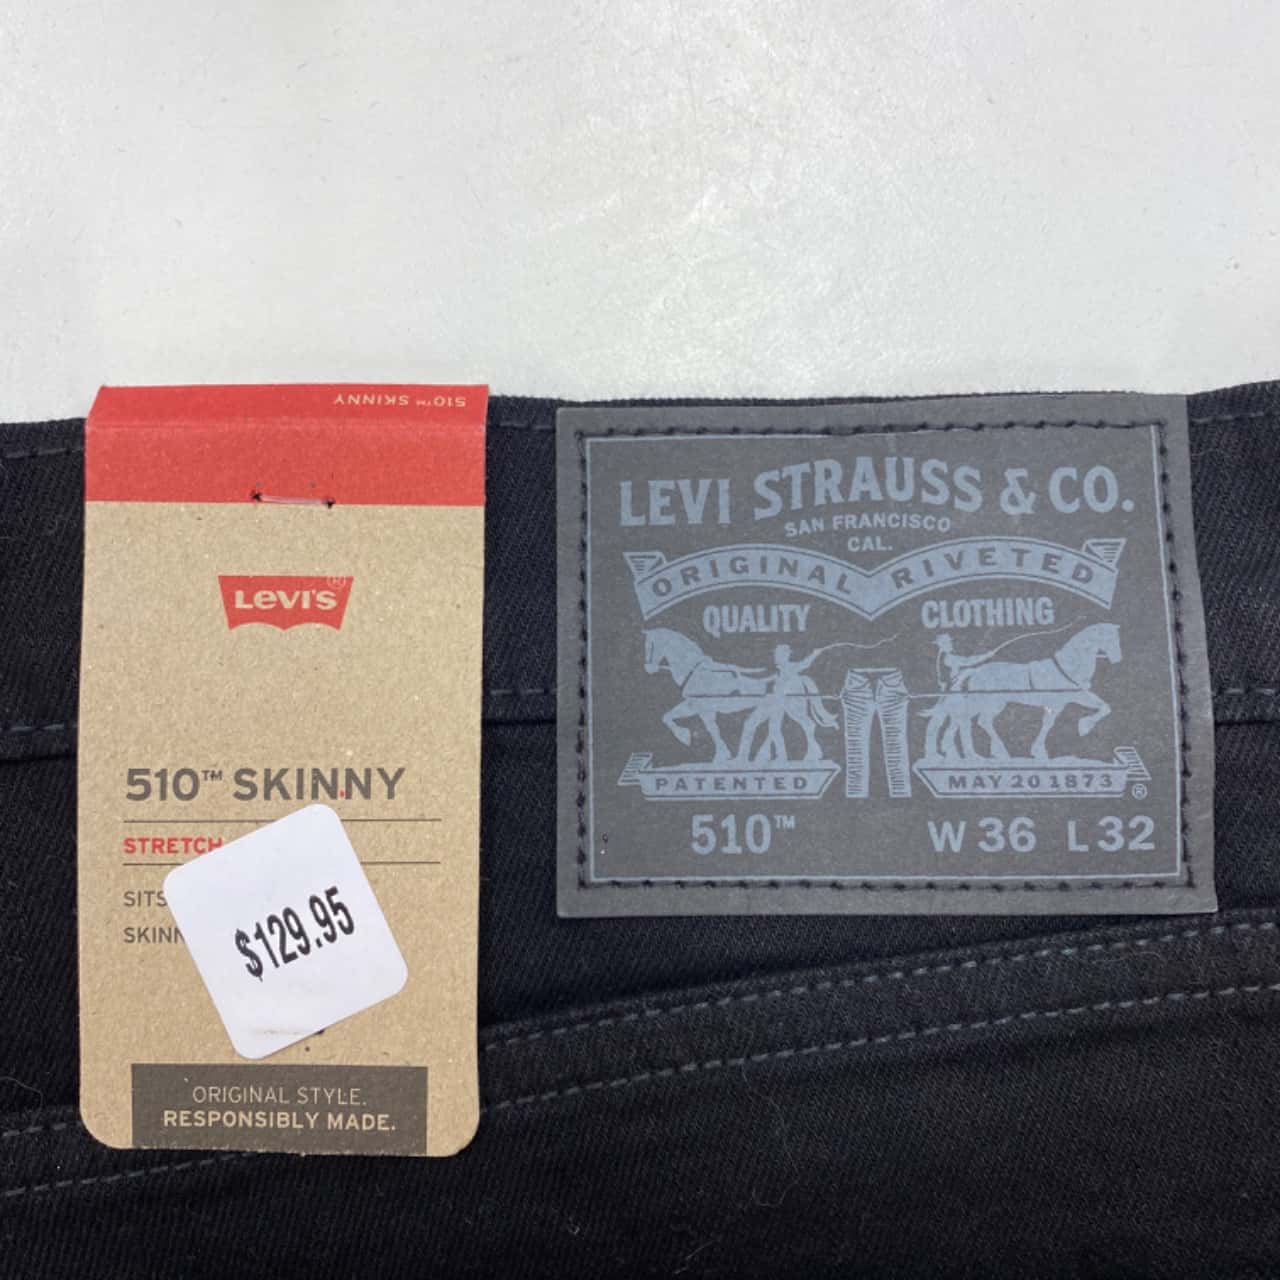 510™ SKINNY
LEVI'S®
510™ SKINNY
STRETCH
SITS
$129.95
ORIGINAL STYLE.
RESPONSIBLY MADE.
LEVI STRAUSS & CO.
SAN FRANCISCO
CAL.
ORIGINAL RIVETED
QUALITY CLOTHING
PATENTED MAY 20 1873 ®
510™ W 36 L 32